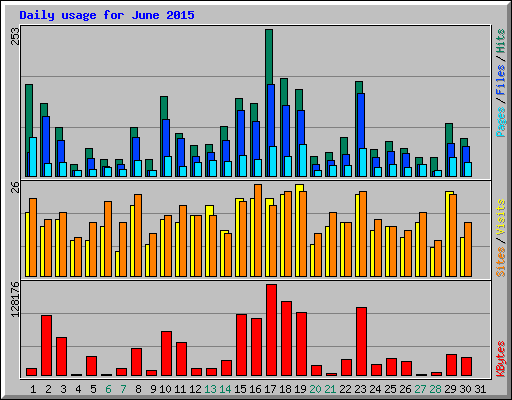 Daily usage for June 2015
253
Pages / Files / Hits
26
Sites / Visits
128176
KBytes
1 2 3 4 5 6 7 8 9 10 11 12 13 14 15 16 17 18 19 20 21 22 23 24 25 26 27 28 29 30 31